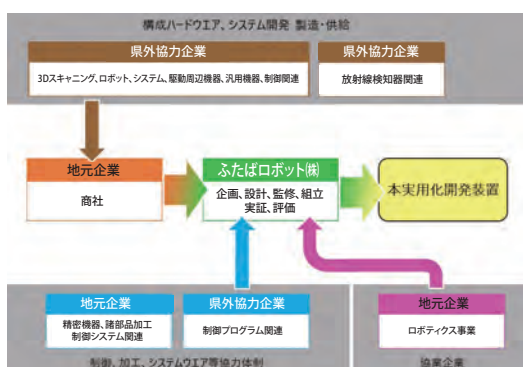 構成ハードウエア、システム開発 製造・供給
県外協力企業
3Dスキャニング、ロボット、システム、駆動周辺機器、汎用機器、制御関連
県外協力企業
放射線検知器関連
地元企業
商社
ふたばロボット㈱
企画、設計、監修、組立
実証、評価
本実用化開発装置
地元企業
精密機器、諸部品加工
制御システム関連
県外協力企業
制御プログラム関連
地元企業
ロボティクス事業
制御、加工、システムウエア等協力体制
協業企業